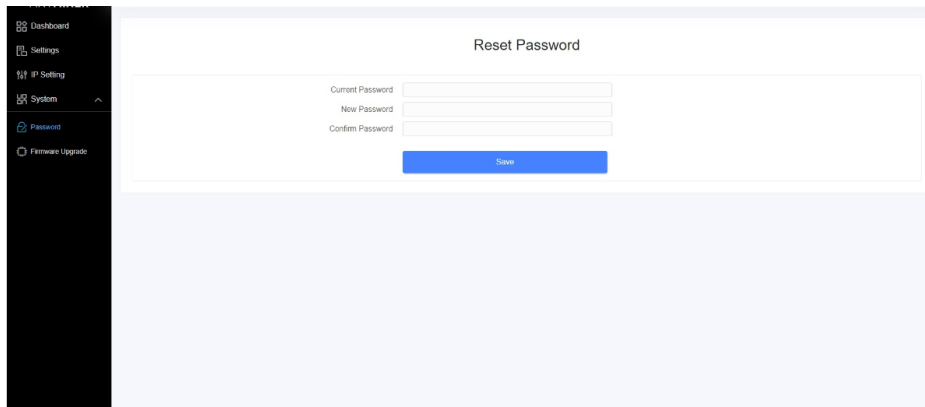 Dashboard
Settings
IP Setting
System
Password
Firmware Upgrade
Reset Password
Current Password
New Password
Confirm Password
Save